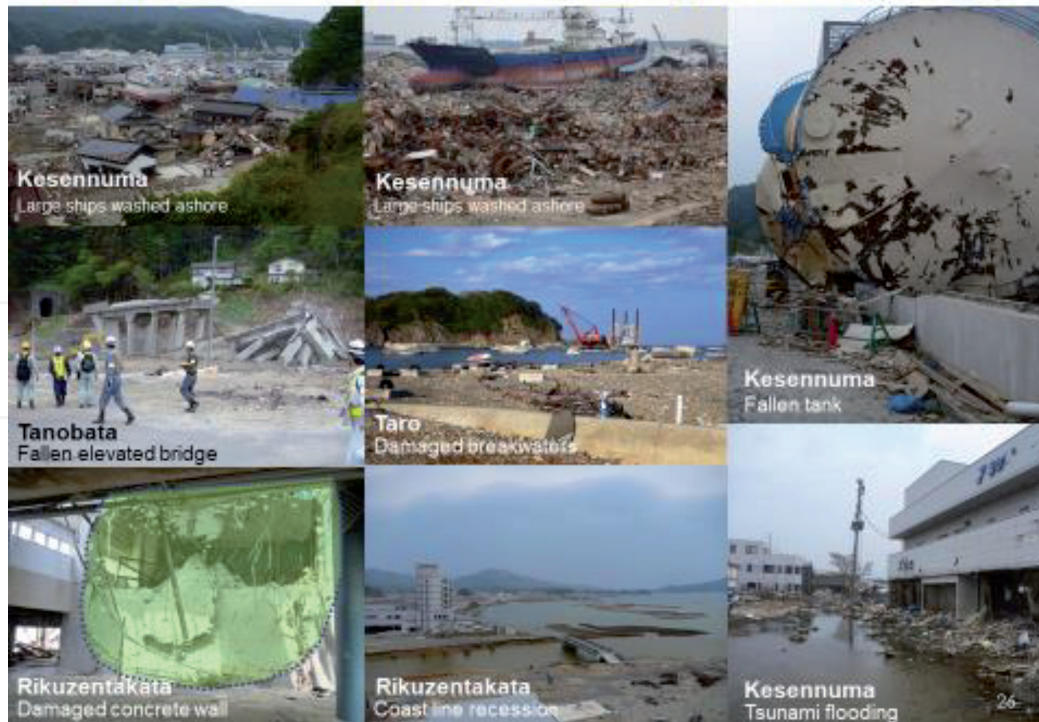 Kesennuma
Large ships washed ashore
Kesennuma
Large ships washed ashore
Kesennuma
Fallen tank
Tanobata
Fallen elevated bridge
Taro
Damaged breakwaters
Rikuzentakata
Damaged concrete wall
Rikuzentakata
Coast line recession
Kesennuma
Tsunami flooding
26